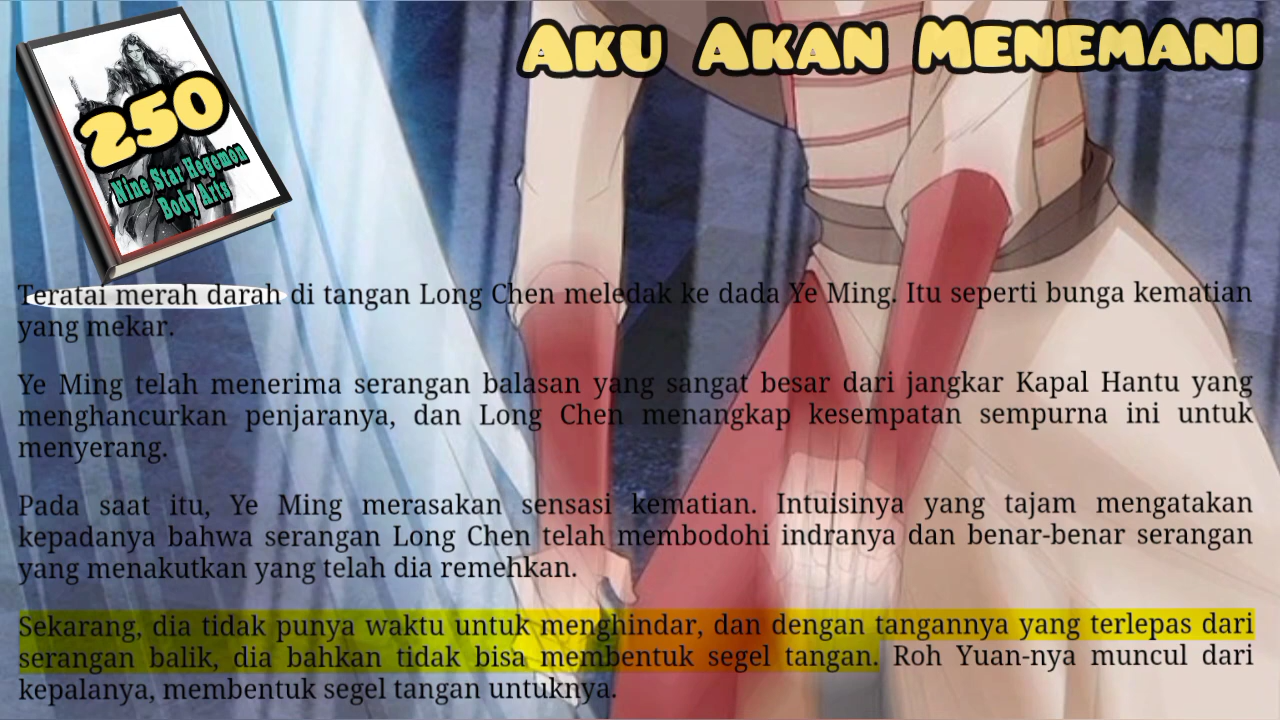 Aku Akan Menemani
250
Nine Star Hegemon
Body Arts
Teratai merah darah di tangan Long Chen meledak ke dada Ye Ming. Itu seperti bunga kematian
yang mekar.
Ye Ming telah menerima serangan balasan yang sangat besar dari jangkar Kapal Hantu yang
menghancurkan penjaranya, dan Long Chen menangkap kesempatan sempurna ini untuk
menyerang.
Pada saat itu, Ye Ming merasakan sensasi kematian. Intuisinya yang tajam mengatakan
kepadanya bahwa serangan Long Chen telah membodohi indranya dan benar-benar serangan
yang menakutkan yang telah dia remehkan.
Sekarang, dia tidak punya waktu untuk menghindar, dan dengan tangannya yang terlepas dari
serangan balik, dia bahkan tidak bisa membentuk segel tangan. Roh Yuan-nya muncul dari
kepalanya, membentuk segel tangan untuknya.